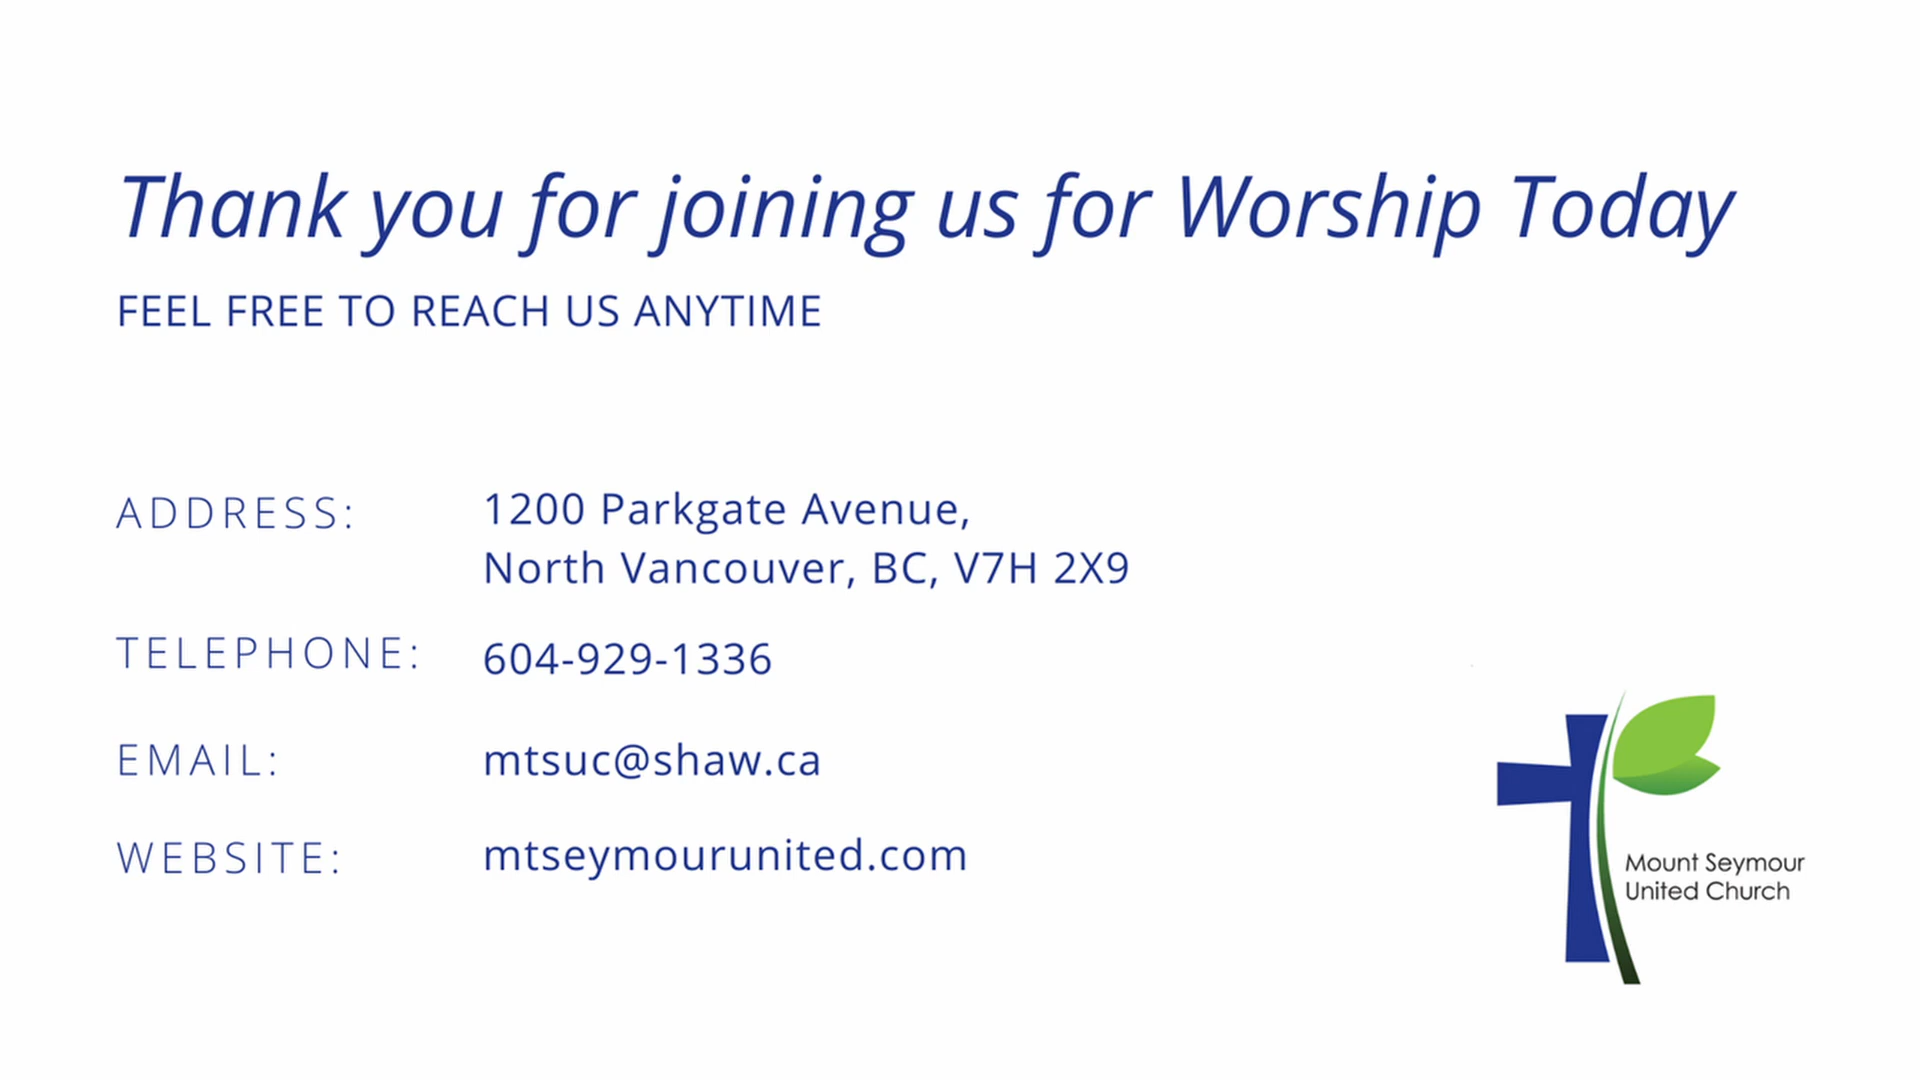 Thank you for joining us for Worship Today
FEEL FREE TO REACH US ANYTIME
ADDRESS: 1200 Parkgate Avenue,
North Vancouver, BC, V7H 2X9
TELEPHONE: 604-929-1336
EMAIL: mtsuc@shaw.ca
WEBSITE: mtseymourunited.com
Mount Seymour
United Church